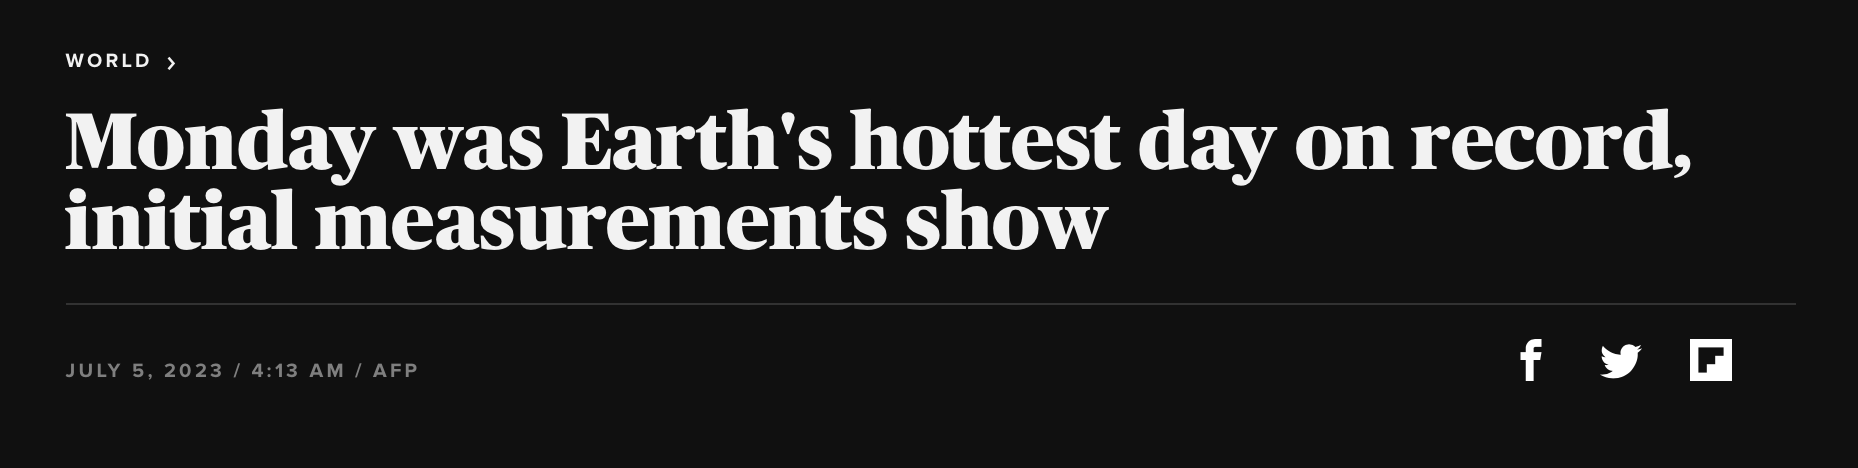 WORLD >
Monday was Earth's hottest day on record,
initial measurements show
JULY 5, 2023 / 4:13 AM / AFP